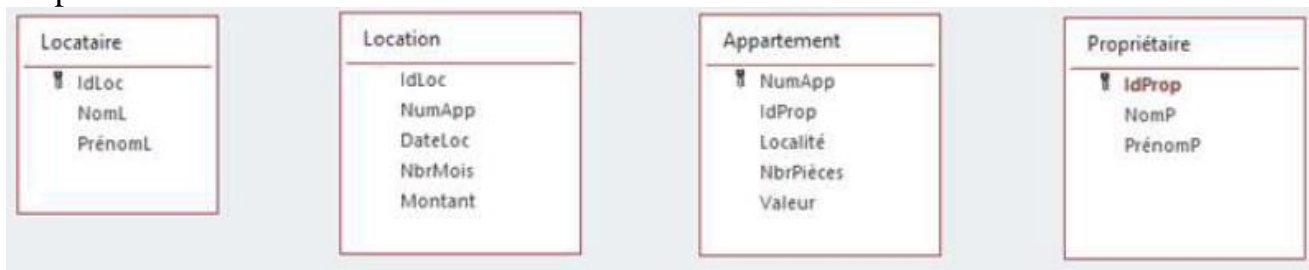 Locataire
IdLoc
NomL
PrénomL
Location
IdLoc
NumApp
DateLoc
NbrMois
Montant
Appartement
NumApp
IdProp
Localité
NbrPièces
Valeur
Propriétaire
IdProp
NomP
PrénomP